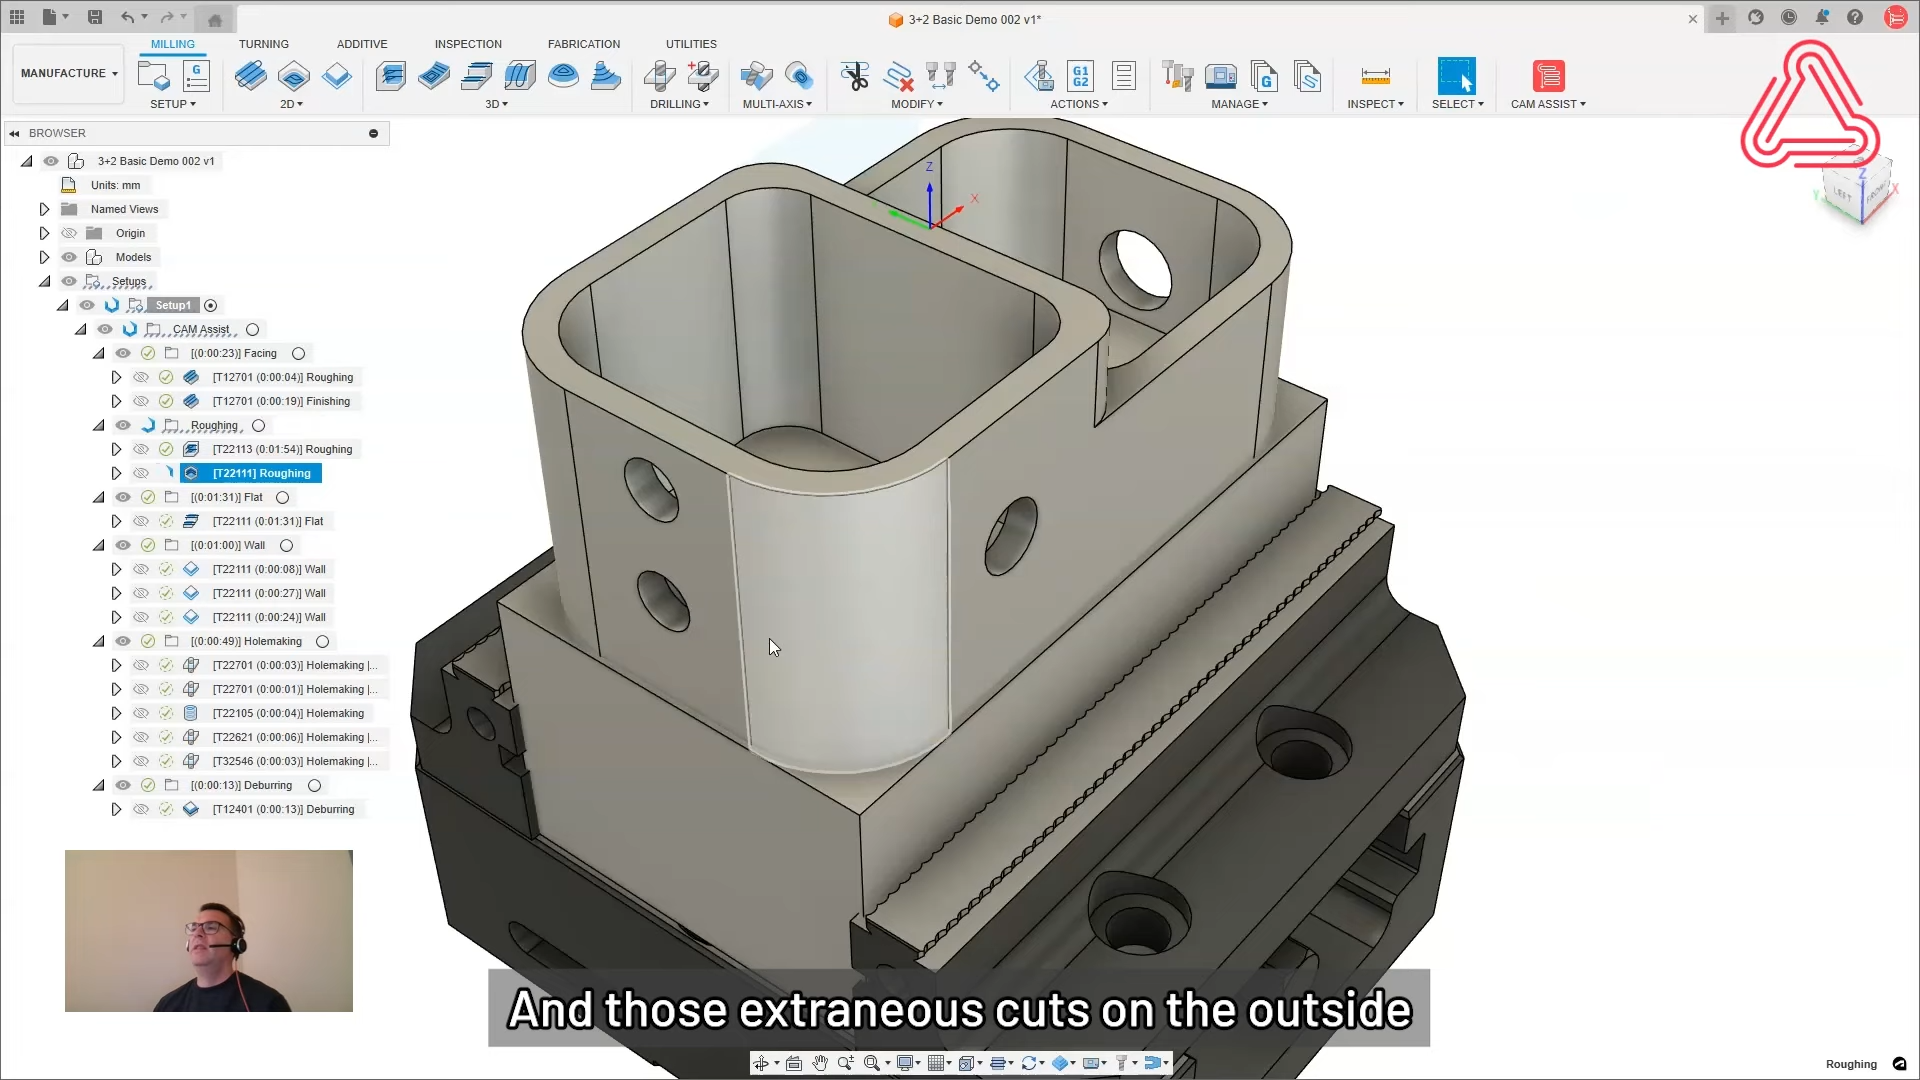 3+2 Basic Demo 002 v1*
MANUFACTURE
MILLING
TURNING
ADDITIVE
INSPECTION
FABRICATION
UTILITIES
SETUP
2D
3D
DRILLING
MULTI-AXIS
MODIFY
G1
G2
ACTIONS
MANAGE
INSPECT
SELECT
CAM ASSIST
BROWSER
3+2 Basic Demo 002 v1
Units: mm
Named Views
Origin
Models
Setups
Setup1
CAM Assist
[(0:00:23)] Facing
[T12701 (0:00:04)] Roughing
[T12701 (0:00:19)] Finishing
Roughing
[T22113 (0:01:54)] Roughing
[T22111] Roughing
[(0:01:31)] Flat
[T22111 (0:01:31)] Flat
[(0:01:00)] Wall
[T22111 (0:00:08)] Wall
[T22111 (0:00:27)] Wall
[T22111 (0:00:24)] Wall
[(0:00:49)] Holemaking
[T22701 (0:00:03)] Holemaking |...
[T22701 (0:00:01)] Holemaking |...
[T22105 (0:00:04)] Holemaking
[T22621 (0:00:06)] Holemaking |...
[T32546 (0:00:03)] Holemaking |...
[(0:00:13)] Deburring
[T12401 (0:00:13)] Deburring
Z
X
Z
X
Y
LEFT
FRONT
And those extraneous cuts on the outside
Roughing